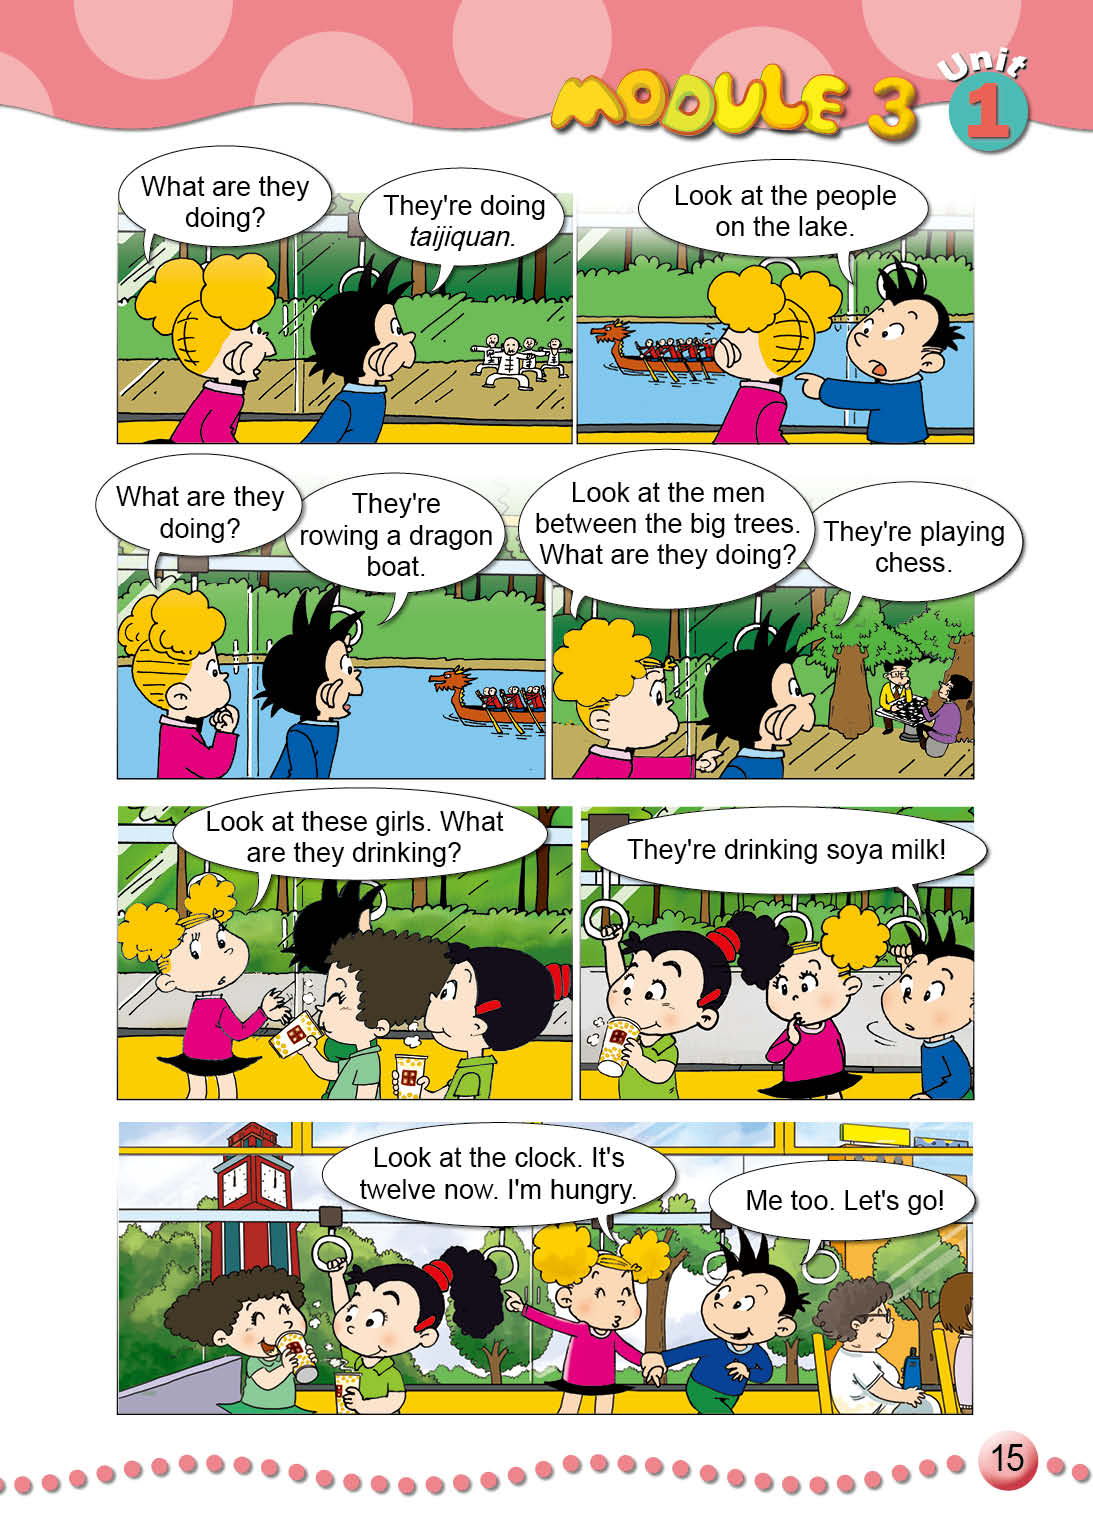 MODULE 3
Unit
1
What are they
doing?
They're doing
taijiquan.
Look at the people
on the lake.
What are they
doing?
They're
rowing a dragon
boat.
Look at the men
between the big trees.
What are they doing?
They're playing
chess.
Look at these girls. What
are they drinking?
They're drinking soya milk!
Look at the clock. It's
twelve now. I'm hungry.
Me too. Let's go!
15